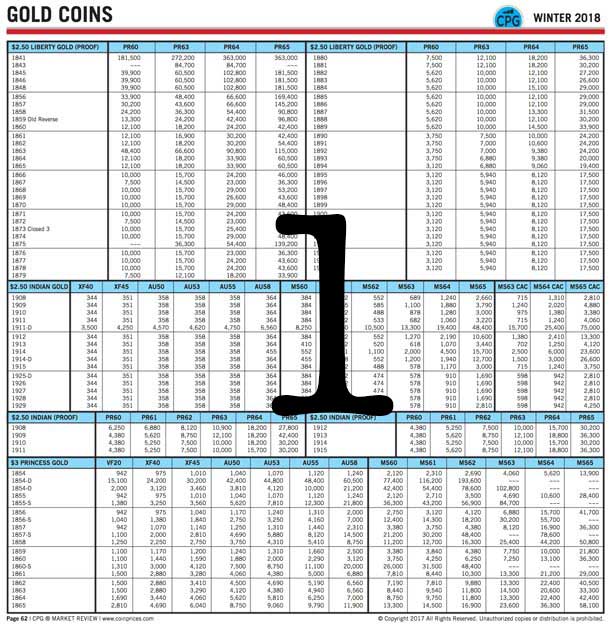 GOLD COINS CPG WINTER 2018
$2.50 LIBERTY GOLD (PROOF) PR60 PR63 PR64 PR65 $2.50 LIBERTY GOLD (PROOF) PR60 PR63 PR64 PR65
1841 181,500 272,200 363,000 363,000 1880 7,500 12,100 18,200 36,300
1843 --- 84,700 84,700 --- 1881 7,620 12,100 18,200 30,200
1845 39,900 60,500 102,800 181,500 1882 5,620 10,000 12,100 27,200
1846 39,900 60,500 102,800 181,500 1883 5,620 10,000 12,100 26,600
1848 39,900 60,500 102,800 181,500 1884 5,620 10,000 15,100 29,000
1856 33,900 48,400 66,600 169,400 1885 5,620 10,000 12,100 29,000
1857 30,200 43,600 66,600 145,200 1886 5,620 10,000 12,100 29,000
1858 24,200 36,300 54,400 90,800 1887 5,620 10,000 13,300 31,500
1859 Old Reverse 13,300 24,200 42,400 96,800 1888 5,620 10,000 12,100 30,200
1860 12,100 18,200 24,200 42,400 1889 5,620 10,000 14,500 33,900
1861 12,100 16,900 30,200 42,400 1890 3,750 7,500 10,000 24,200
1862 12,100 18,200 30,200 54,400 1891 3,750 7,000 10,600 24,200
1863 48,400 66,600 90,800 115,000 1892 3,750 7,000 9,380 24,200
1864 12,100 18,200 33,900 60,500 1893 3,750 6,880 9,380 20,000
1865 12,100 18,200 33,900 60,500 1894 3,120 6,880 9,060 19,400
1866 10,000 15,700 24,200 46,000 1895 3,120 5,940 8,120 17,500
1867 7,500 14,500 23,000 36,300 1896 3,120 5,940 8,120 17,500
1868 10,000 15,700 29,000 53,200 1897 3,120 5,940 8,120 17,500
1869 10,000 15,700 26,600 43,600 1898 3,120 5,940 8,120 17,500
1870 10,000 15,700 29,000 48,400 1899 3,120 5,940 8,120 17,500
1871 10,000 15,700 24,200 3,120 5,940 8,120 17,500
1872 7,500 14,500 23,000 3,120 5,940 8,120 17,500
1873 Closed 3 10,000 15,700 25,400 3,120 5,940 8,120 17,500
1874 10,000 15,700 29,000 48,400 3,120 5,940 8,120 17,500
1875 --- 36,300 54,400 139,200 3,120 5,940 8,120 17,500
1876 10,000 15,700 23,000 36,300 3,120 5,940 8,120 17,500
1877 10,000 15,700 24,200 43,600 3,120 5,940 8,120 17,500
1878 10,000 15,700 24,200 43,600 3,120 5,940 8,120 17,500
1879 7,500 12,100 18,200 33,900
$2.50 INDIAN GOLD XF40 XF45 AU50 AU53 AU55 AU58 MS60 MS62 MS63 MS64 MS65 MS63 CAC MS64 CAC MS65 CAC
1908 344 351 358 358 358 364 384 552 689 1,240 2,660 715 1,310 2,810
1909 344 351 358 358 358 364 384 585 1,100 1,880 3,790 1,240 2,020 4,880
1910 344 351 358 358 358 364 384 488 878 1,280 3,000 975 1,380 3,380
1911 344 351 358 358 358 364 384 533 682 1,060 3,220 715 1,240 4,060
1911-D 3,500 4,250 4,570 4,620 4,750 6,560 8,250 10,500 13,300 19,400 48,400 15,700 25,400 75,000
1912 344 351 358 358 358 364 384 552 1,270 2,190 10,600 1,380 2,410 13,300
1913 344 351 358 358 358 364 410 520 618 1,070 3,440 702 1,250 4,120
1914 344 351 358 358 455 552 1,100 2,000 4,500 15,700 2,500 6,000 23,600
1914-D 344 351 358 358 358 364 455 552 1,200 1,940 12,700 1,500 3,000 26,600
1915 344 351 358 358 358 364 384 488 578 1,170 3,000 715 1,240 3,750
1925-D 344 351 358 358 358 364 384 474 578 910 1,690 598 942 2,810
1926 344 351 358 358 358 364 384 474 578 910 1,690 598 942 2,810
1927 344 351 358 358 358 364 474 578 910 1,690 598 942 2,810
1928 344 351 358 358 358 364 474 578 910 1,690 598 942 2,810
1929 344 351 358 358 358 474 578 910 2,810 598 942 4,250
$2.50 INDIAN (PROOF) PR60 PR61 PR62 PR63 PR64 PR65 $2.50 INDIAN (PROOF) PR60 PR61 PR62 PR63 PR64 PR65
1908 6,250 6,880 8,120 10,900 18,200 27,800 1912 4,380 5,250 7,500 10,000 15,700 30,200
1909 4,380 5,620 8,750 12,100 18,200 42,400 1913 4,380 5,620 8,750 12,100 18,800 36,300
1910 4,380 5,250 7,500 12,100 18,200 30,200 1914 4,380 5,250 7,500 10,000 15,700 30,200
1911 4,380 5,250 7,500 10,000 15,700 30,200 1915 4,380 5,620 8,750 12,100 18,800 36,300
$3 PRINCESS GOLD VF20 XF40 XF45 AU50 AU53 AU55 AU58 MS60 MS61 MS62 MS63 MS64 MS65
1854 942 975 1,010 1,040 1,070 1,120 1,240 2,120 2,310 2,690 4,060 5,620 13,900
1854-D 15,100 24,200 30,200 42,400 44,800 48,400 60,500 77,400 116,200 193,600 --- --- ---
1854-O 2,000 3,120 3,460 3,810 4,120 10,000 21,200 42,400 54,400 78,600 102,800 --- ---
1855 942 975 1,010 1,040 1,070 1,120 1,240 2,120 2,710 3,500 4,690 10,600 28,400
1855-S 1,380 3,250 3,560 5,620 7,810 12,300 21,800 36,300 43,200 56,900 84,700 --- ---
1856 942 975 1,040 1,170 1,240 1,310 2,000 2,750 3,120 4,120 6,880 15,700 41,700
1856-S 1,040 1,380 1,840 2,750 3,250 4,160 7,000 12,400 14,300 18,200 30,200 55,700 ---
1857 942 1,070 1,140 1,250 1,310 1,440 2,310 3,380 3,750 4,380 8,120 16,900 36,300
1857-S 1,100 2,000 2,810 4,690 5,880 8,120 14,500 21,200 30,200 48,400 --- 78,600 ---
1858 1,250 2,250 2,750 3,750 4,310 5,410 8,750 11,200 12,700 16,300 25,400 44,200 50,800
1859 1,100 1,170 1,200 1,240 1,310 1,660 2,500 3,380 3,840 4,380 7,750 10,000 21,800
1860 1,100 1,440 1,590 1,880 2,000 2,290 3,120 3,750 4,250 6,250 7,250 13,100 36,300
1860-S 1,310 3,000 4,120 7,500 8,750 11,100 20,000 26,000 31,500 48,400 --- --- ---
1861 1,500 2,880 3,280 4,060 4,380 5,000 6,880 7,810 8,440 10,300 13,300 21,200 29,000
1862 1,500 2,880 3,410 4,500 4,690 5,190 6,560 7,190 7,810 9,880 13,300 22,400 40,500
1863 1,500 2,880 3,290 4,120 4,380 4,940 6,560 8,440 9,540 11,800 14,500 20,600 33,300
1864 1,690 3,440 4,060 5,620 5,810 6,250 7,000 8,750 9,750 11,800 13,300 22,400 42,400
1865 2,810 4,690 6,040 8,750 9,060 9,790 11,900 13,300 14,500 16,900 23,600 36,300 58,100
Page 62 I CPG ® MARKET REVIEW I www.coinprices.com © Copyright 2017 All Rights Reserved. Unauthorized copies or distribution is prohibited.
1